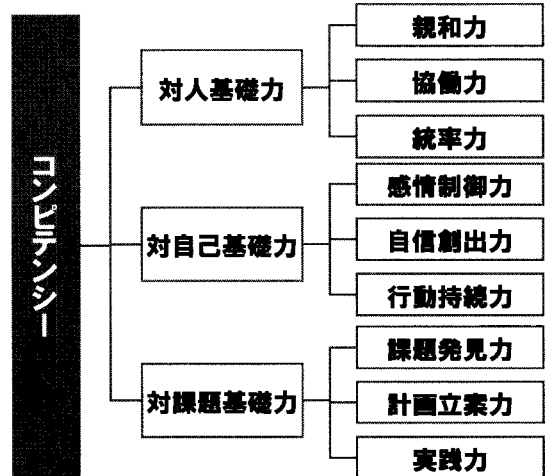 コンピテンシー
対人基礎力
親和力
協働力
統率力
対自己基礎力
感情制御力
自信創出力
行動持続力
対課題基礎力
課題発見力
計画立案力
実践力